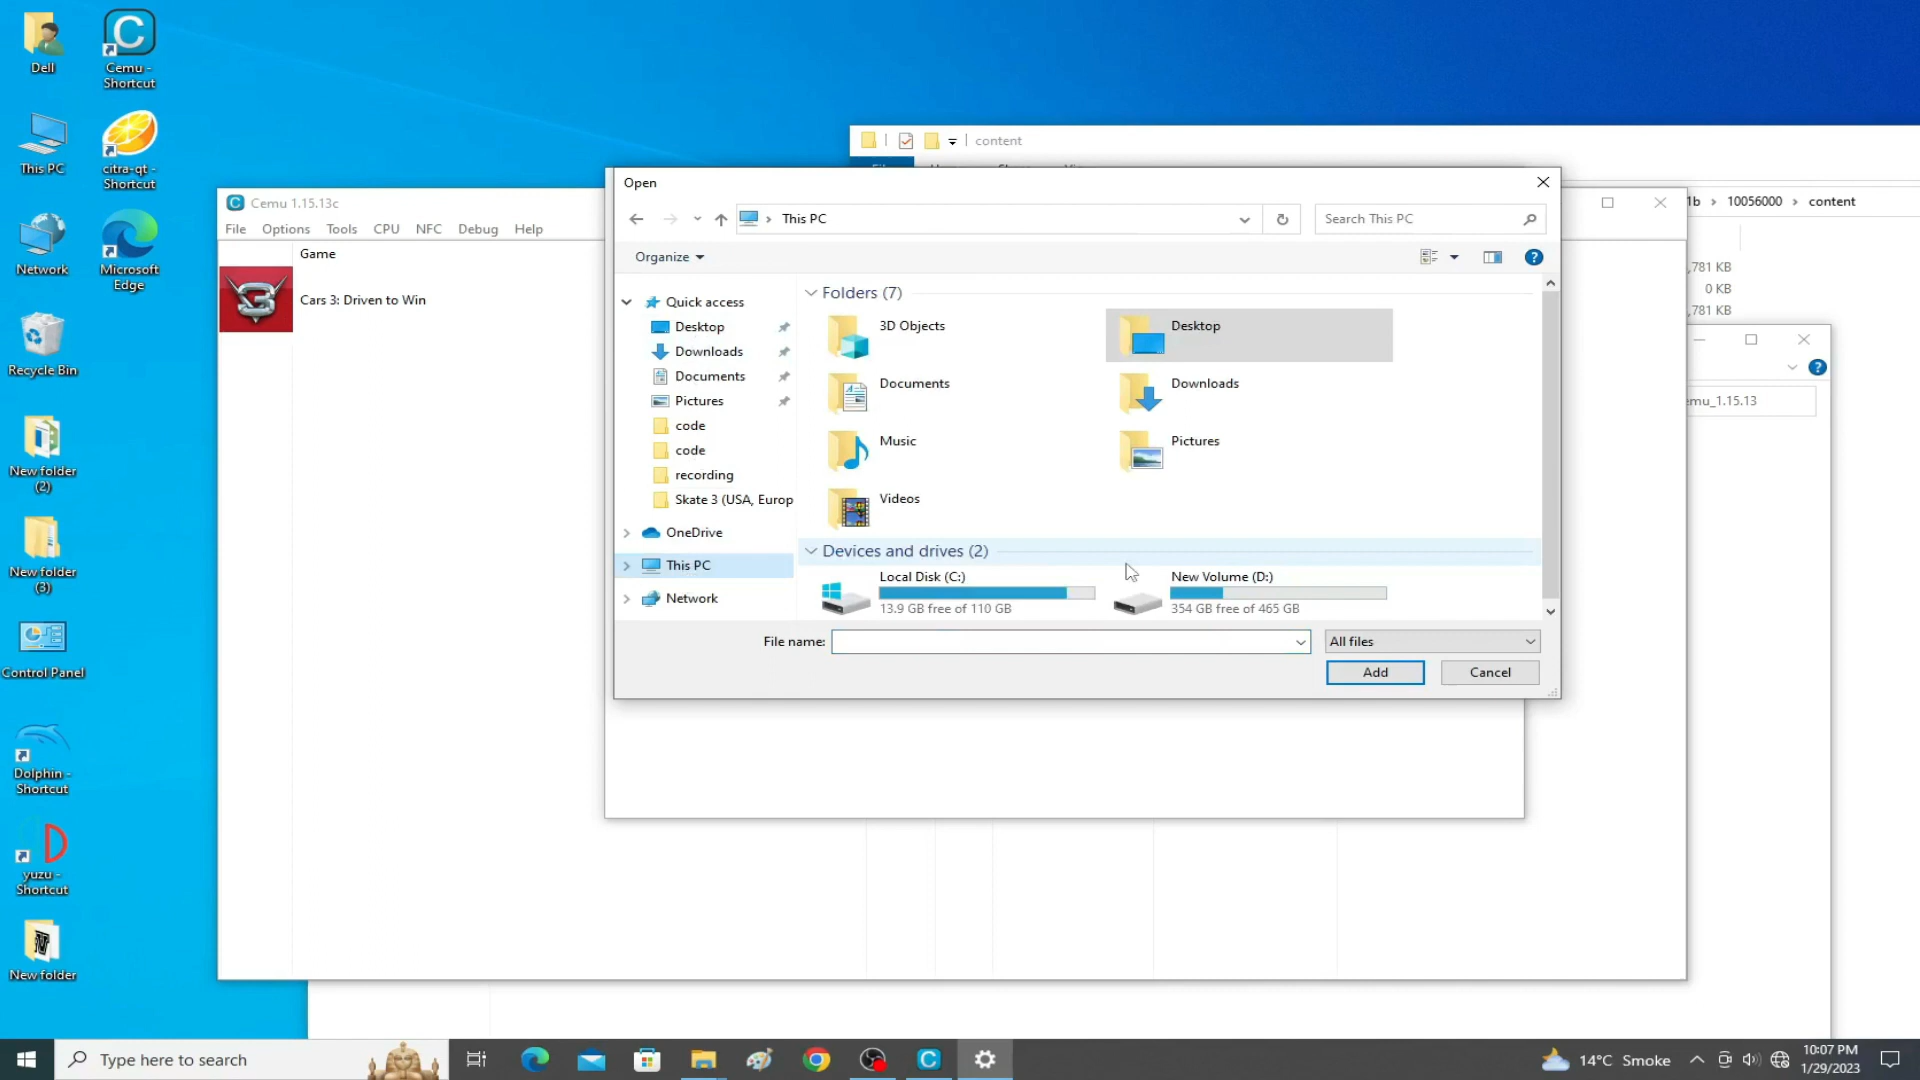 Dell
Cemu -
Shortcut
This PC
citra-qt -
Shortcut
Network
Microsoft
Edge
Recycle Bin
New folder
(2)
New folder
(3)
Control Panel
Dolphin -
Shortcut
yuzu -
Shortcut
New folder
content
1b > 10056000 > content
,781 KB
0 KB
,781 KB
emu_1.15.13
Cemu 1.15.13c
File Options Tools CPU NFC Debug Help
Game
Cars 3: Driven to Win
Open
This PC
Search This PC
Organize
Quick access
Desktop
Downloads
Documents
Pictures
code
code
recording
Skate 3 (USA, Europ
OneDrive
This PC
Network
Folders (7)
3D Objects
Desktop
Documents
Downloads
Music
Pictures
Videos
Devices and drives (2)
Local Disk (C:)
13.9 GB free of 110 GB
New Volume (D:)
354 GB free of 465 GB
File name:
All files
Add
Cancel
Type here to search
14°C Smoke
10:07 PM
1/29/2023